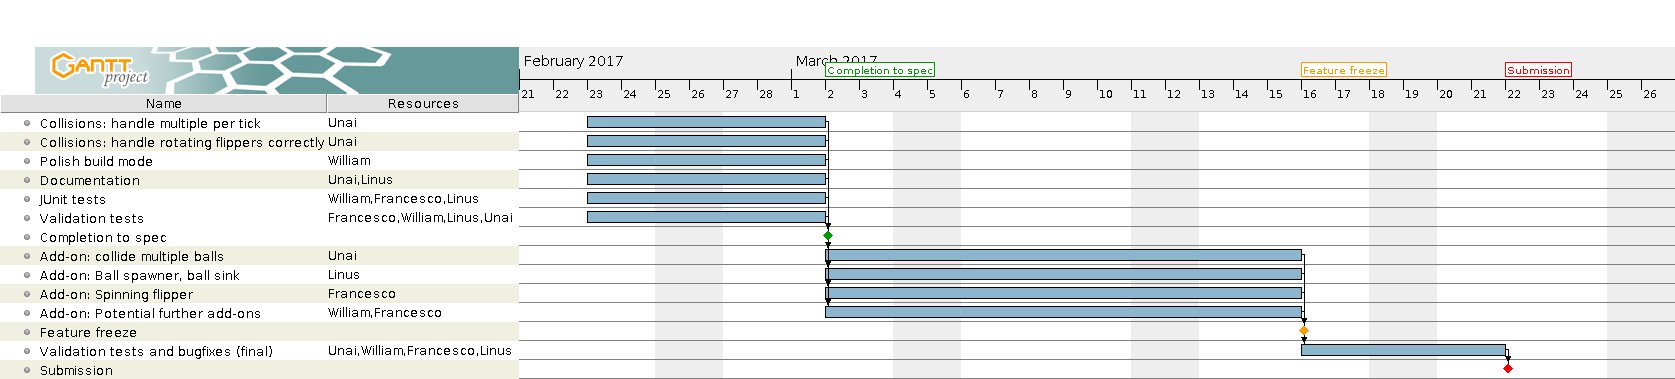 GANTT
project
February 2017
March 2017
Completion to spec
Feature freeze
Submission
Name Resources
21 22 23 24 25 26 27 28 1 2 3 4 5 6 7 8 9 10 11 12 13 14 15 16 17 18 19 20 21 22 23 24 25 26
Collisions: handle multiple per tick Unai
Collisions: handle rotating flippers correctly Unai
Polish build mode William
Documentation Unai,Linus
JUnit tests William,Francesco,Linus
Validation tests Francesco,William,Linus,Unai
Completion to spec
Add-on: collide multiple balls Unai
Add-on: Ball spawner, ball sink Linus
Add-on: Spinning flipper Francesco
Add-on: Potential further add-ons William,Francesco
Feature freeze
Validation tests and bugfixes (final) Unai,William,Francesco,Linus
Submission